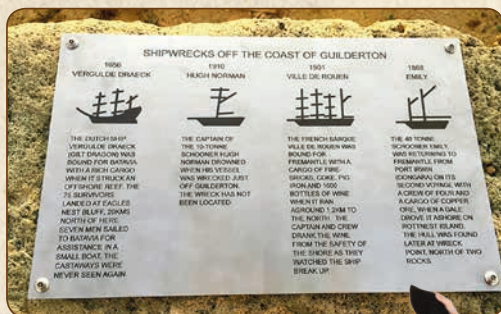 SHIPWRECKS OFF THE COAST OF GUILDERTON
1656
VERGULDE DRAECK
THE DUTCH SHIP,
VERGULDE DRAECK
(GILT DRAGON) WAS
BOUND FOR BATAVIA
WITH A RICH CARGO
WHEN IT STRUCK AN
OFFSHORE REEF. THE
75 SURVIVORS
LANDED AT EAGLES
NEST BLUFF, 20KMS
NORTH OF HERE.
SEVEN MEN SAILED
TO BATAVIA FOR
ASSISTANCE IN A
SMALL BOAT. THE
CASTAWAYS WERE
NEVER SEEN AGAIN.
1910
HUGH NORMAN
THE CAPTAIN OF
THE 10-TONNE
SCHOONER HUGH
NORMAN DROWNED
WHEN HIS VESSEL
WAS WRECKED JUST
OFF GUILDERTON.
THE WRECK HAS NOT
BEEN LOCATED.
1901
VILLE DE ROUEN
THE FRENCH BARQUE
VILLE DE ROUEN WAS
BOUND FOR
FREMANTLE WITH A
CARGO OF FIRE-
BRICKS, COKE, PIG
IRON AND 1600
BOTTLES OF WINE
WHEN IT RAN
AGROUND 1.2KM TO
THE NORTH. THE
CAPTAIN AND CREW
DRANK THE WINE
FROM THE SAFETY OF
THE SHORE AS THEY
WATCHED THE SHIP
BREAK UP.
1868
EMILY
THE 40 TONNE
SCHOONER EMILY,
WAS RETURNING TO
FREMANTLE FROM
PORT IRWIN
(DONGARA) ON ITS
SECOND VOYAGE WITH
A CREW OF FOUR AND
A CARGO OF COPPER
ORE, WHEN A GALE
DROVE IT ASHORE ON
ROTTNEST ISLAND.
THE HULL WAS FOUND
LATER AT WRECK
POINT, NORTH OF TWO
ROCKS.